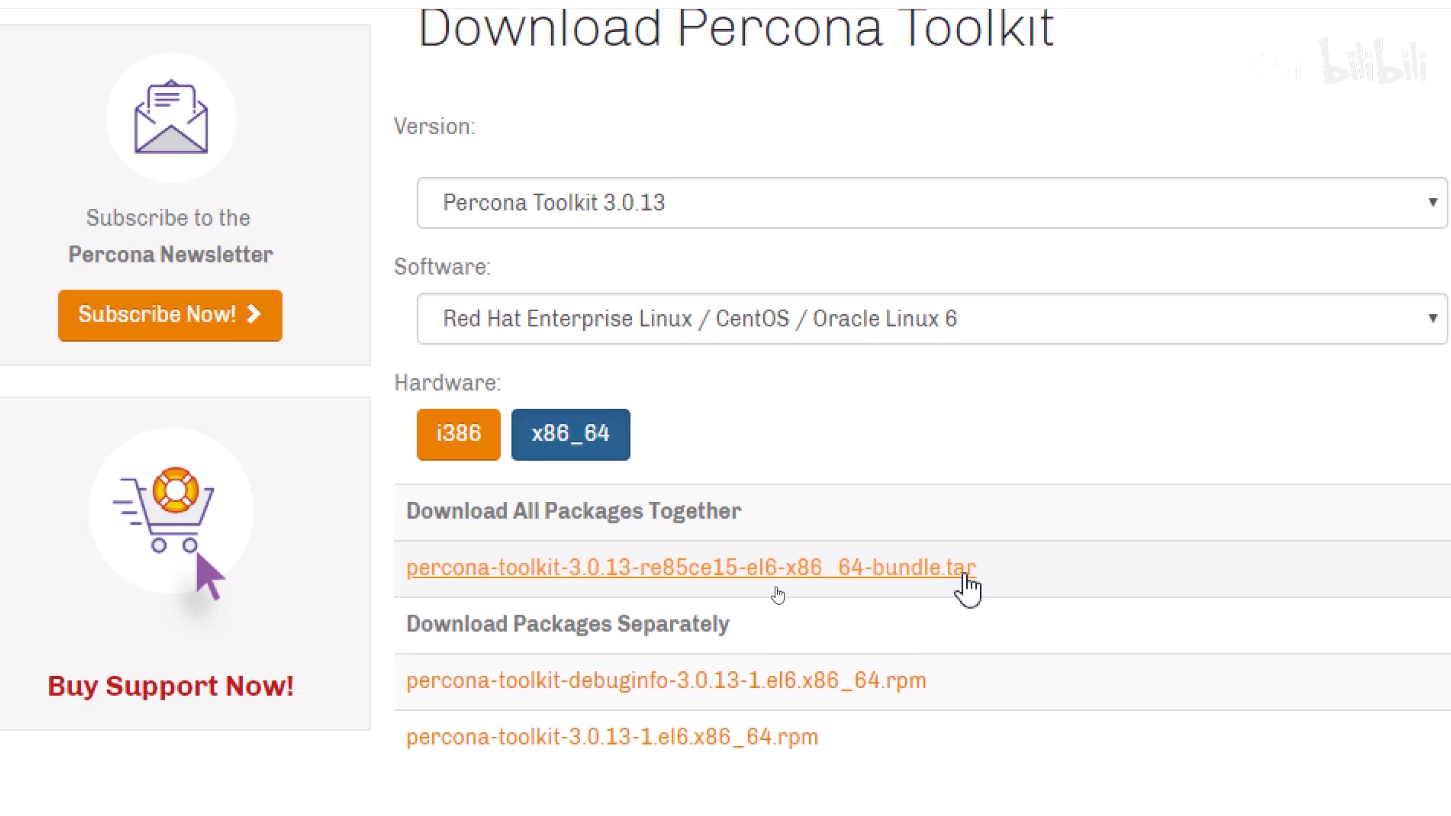 Download Percona Toolkit
bilibili
Version:
Percona Toolkit 3.0.13
Software:
Red Hat Enterprise Linux / CentOS / Oracle Linux 6
Hardware:
i386
x86_64
Download All Packages Together
percona-toolkit-3.0.13-re85ce15-el6-x86_64-bundle.tar
Download Packages Separately
percona-toolkit-debuginfo-3.0.13-1.el6.x86_64.rpm
percona-toolkit-3.0.13-1.el6.x86_64.rpm
Subscribe to the
Percona Newsletter
Subscribe Now!
Buy Support Now!